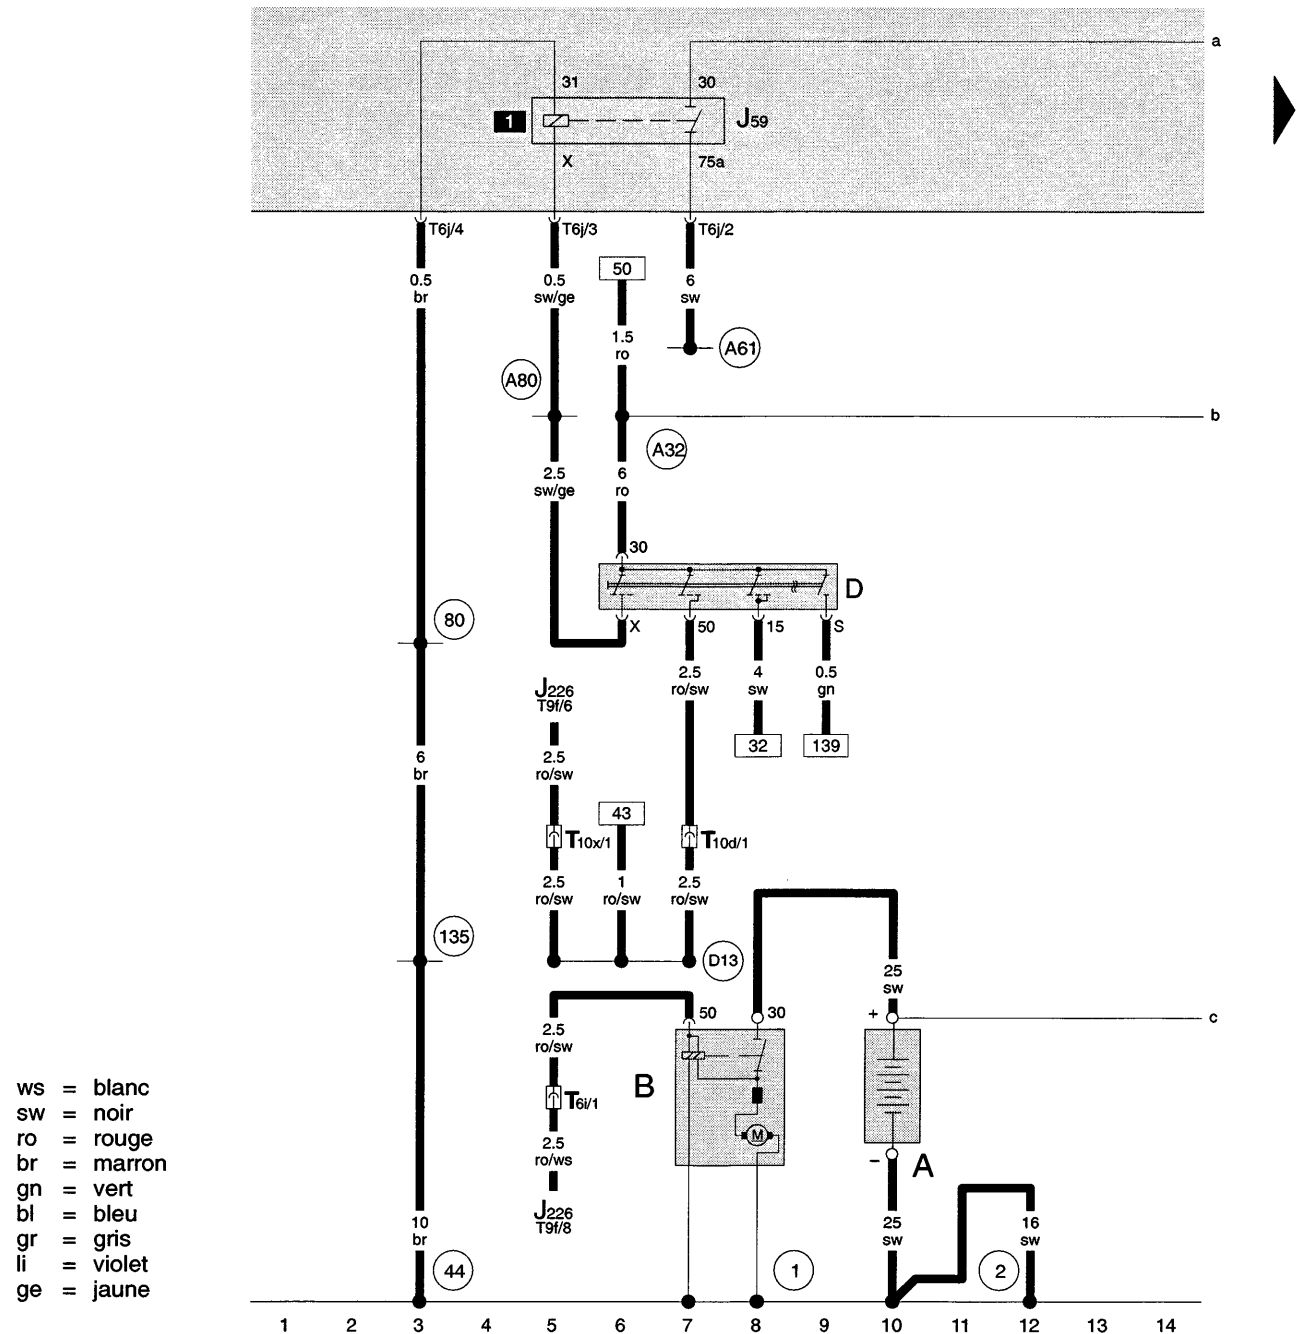 a
31
30
1
J59
X
75a
T6j/4
T6j/3
T6j/2
50
0.5
br
0.5
sw/ge
6
sw
1.5
ro
A61
A80
b
A32
2.5
sw/ge
6
ro
30
D
80
X
50
15
S
2.5
ro/sw
4
sw
0.5
gn
J226
T9f/6
32
139
6
br
2.5
ro/sw
43
T10x/1
T10d/1
2.5
ro/sw
1
ro/sw
2.5
ro/sw
135
D13
25
sw
50
30
+
c
2.5
ro/sw
B
T6i/1
M
2.5
ro/ws
–
A
J226
T9f/8
ws = blanc
sw = noir
ro = rouge
br = marron
gn = vert
bl = bleu
gr = gris
li = violet
ge = jaune
10
br
25
sw
16
sw
44
1
2
1 2 3 4 5 6 7 8 9 10 11 12 13 14